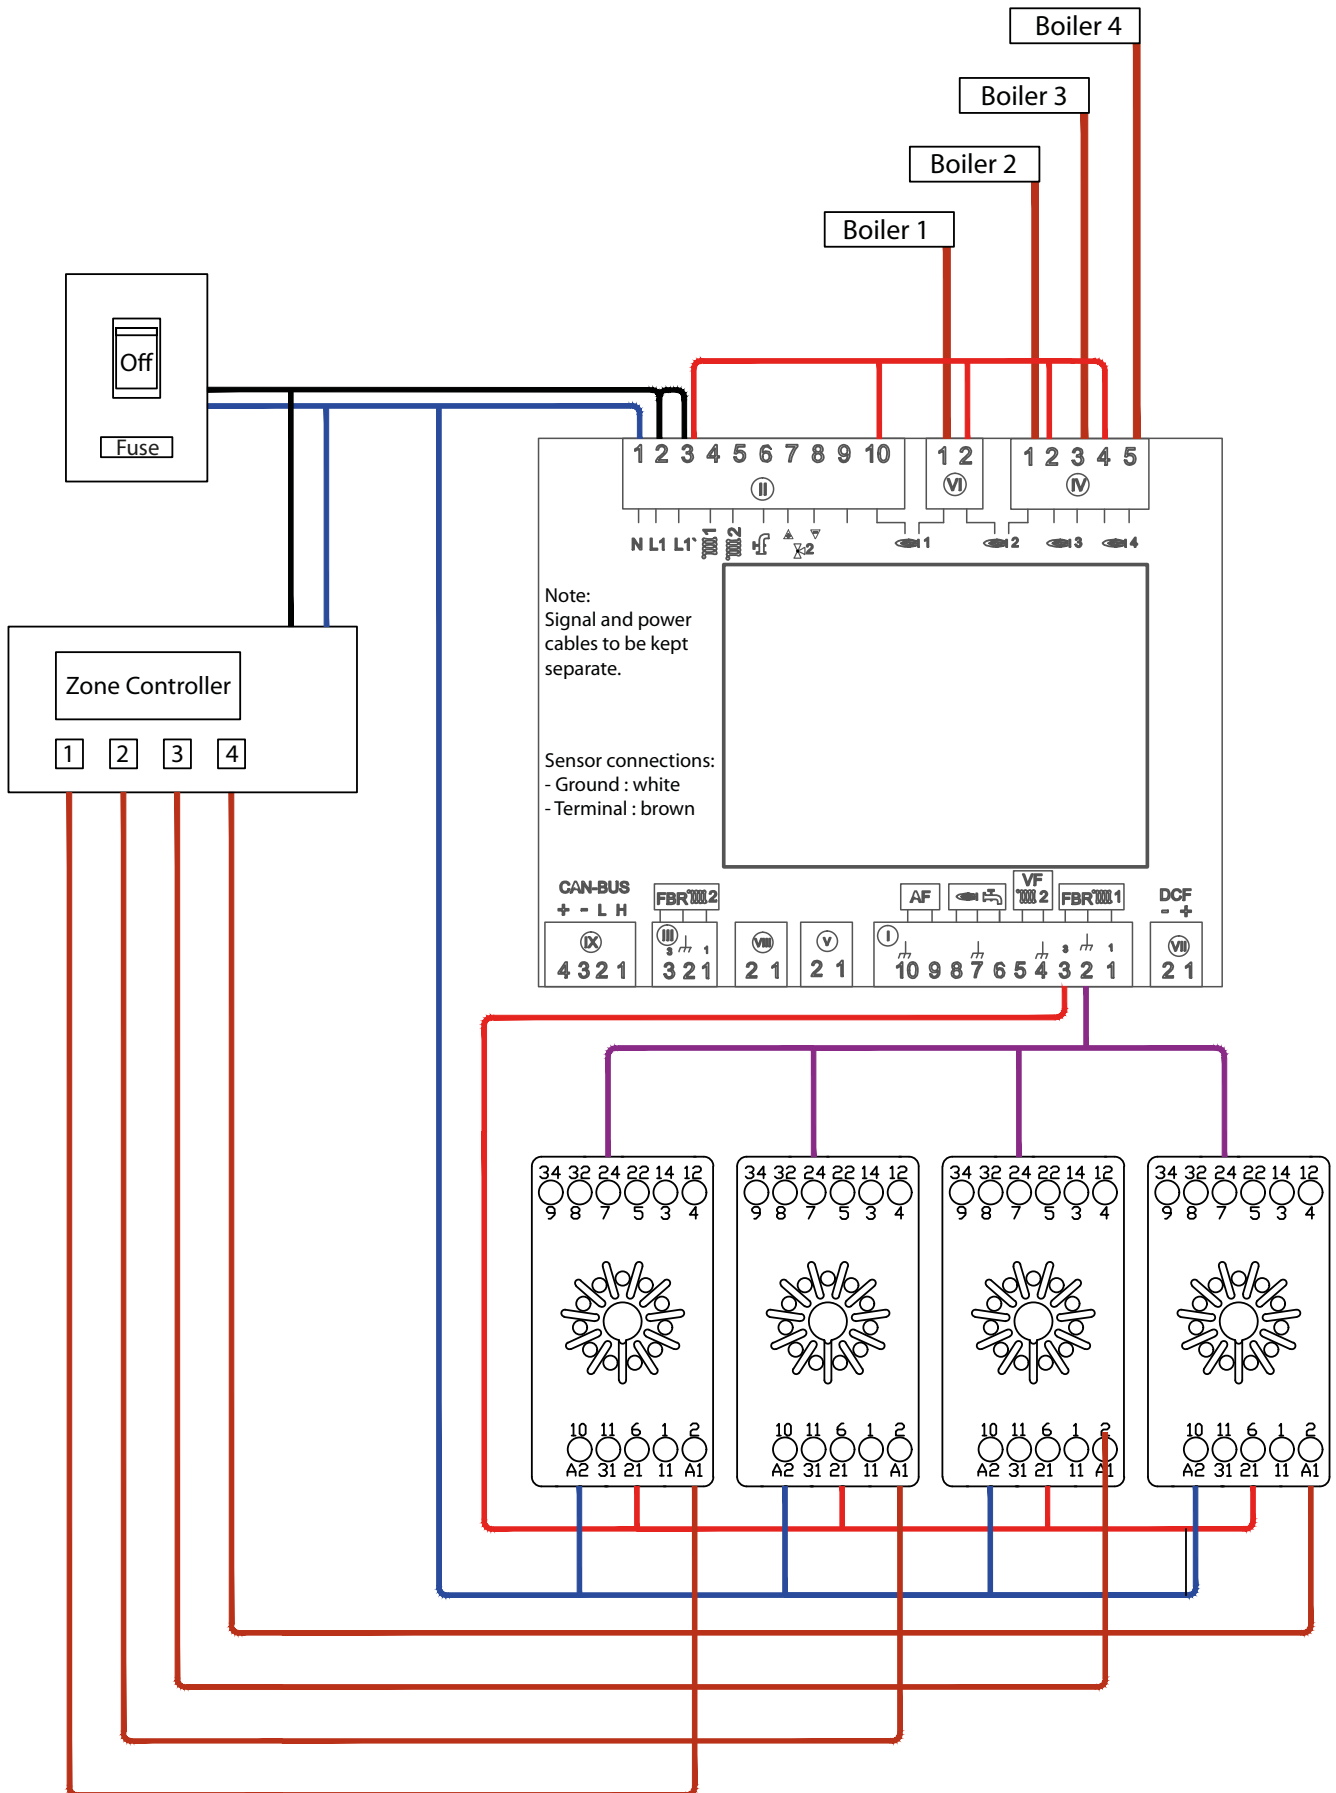 Boiler 4
Boiler 3
Boiler 2
Boiler 1
Off
Fuse
1 2 3 4 5 6 7 8 9 10
II
1 2
VI
1 2 3 4 5
IV
N L1 L1` 1 2 2 1 2 3 4
Note:
Signal and power
cables to be kept
separate.
Zone Controller
1 2 3 4
Sensor connections:
- Ground : white
- Terminal : brown
CAN-BUS
+ - L H
IX
4 3 2 1
FBR 2
III
3 1
3 2 1
VIII
2 1
V
2 1
AF
VF
2
FBR 1
I
3 1
10 9 8 7 6 5 4 3 2 1
DCF
- +
VII
2 1
34 32 24 22 14 12
9 8 7 5 3 4
10 11 6 1 2
A2 31 21 11 A1
34 32 24 22 14 12
9 8 7 5 3 4
10 11 6 1 2
A2 31 21 11 A1
34 32 24 22 14 12
9 8 7 5 3 4
10 11 6 1 2
A2 31 21 11 A1
34 32 24 22 14 12
9 8 7 5 3 4
10 11 6 1 2
A2 31 21 11 A1